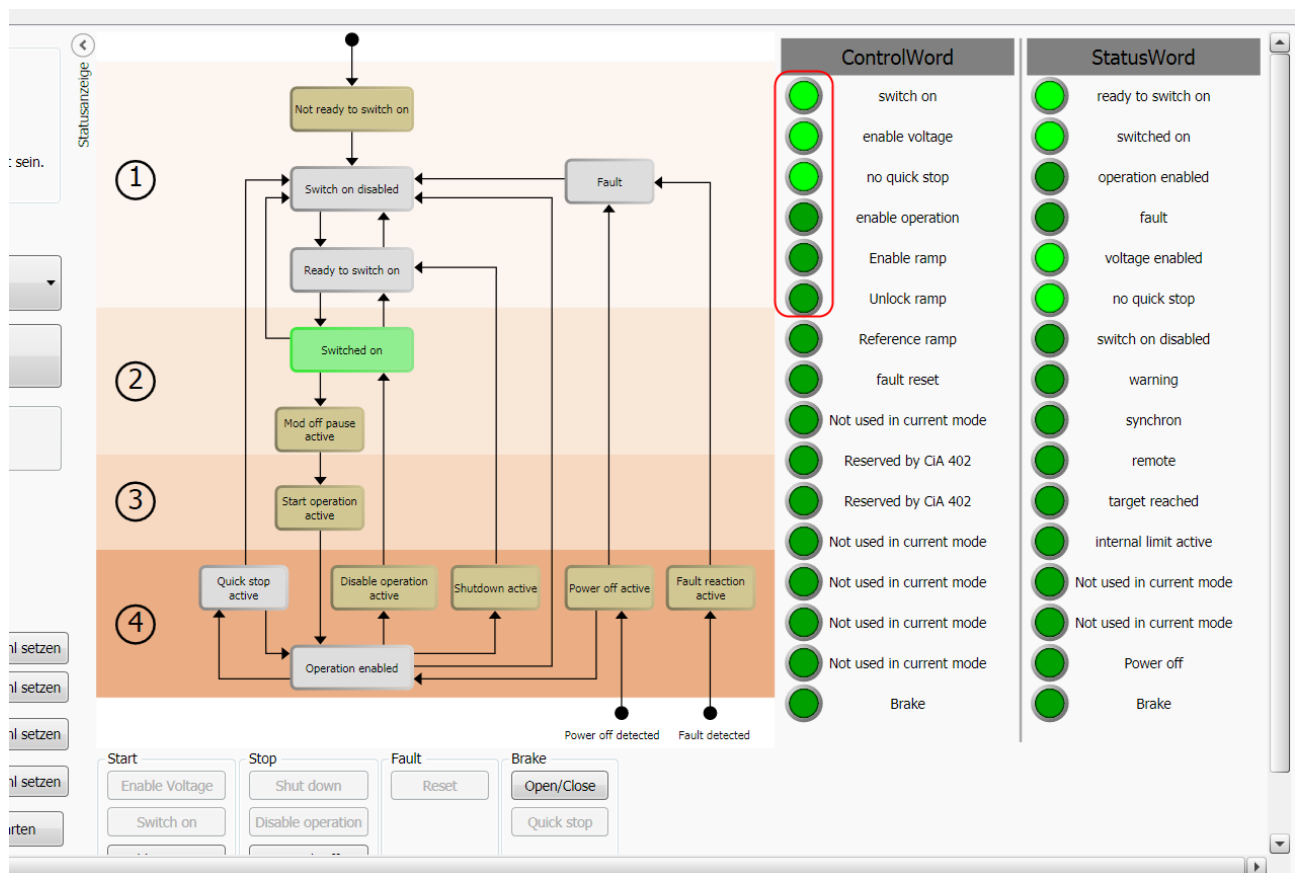 Statusanzeige
t sein.
nl setzen
nl setzen
nl setzen
nl setzen
arten
1
2
3
4
Not ready to switch on
Switch on disabled
Fault
Ready to switch on
Switched on
Mod off pause
active
Start operation
active
Quick stop
active
Disable operation
active
Shutdown active
Power off active
Fault reaction
active
Operation enabled
Power off detected
Fault detected
ControlWord
switch on
enable voltage
no quick stop
enable operation
Enable ramp
Unlock ramp
Reference ramp
fault reset
Not used in current mode
Reserved by CiA 402
Reserved by CiA 402
Not used in current mode
Not used in current mode
Not used in current mode
Not used in current mode
Brake
StatusWord
ready to switch on
switched on
operation enabled
fault
voltage enabled
no quick stop
switch on disabled
warning
synchron
remote
target reached
internal limit active
Not used in current mode
Not used in current mode
Power off
Brake
Start
Enable Voltage
Switch on
Stop
Shut down
Disable operation
Fault
Reset
Brake
Open/Close
Quick stop